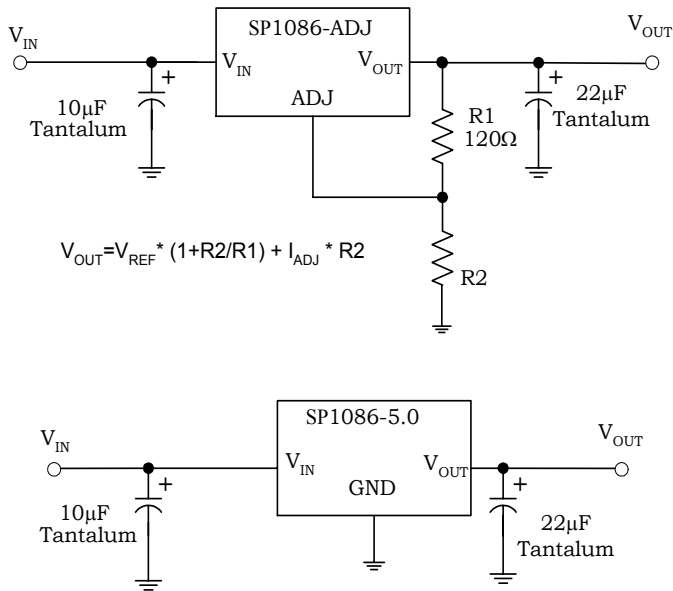 SP1086-ADJ
V_IN
V_OUT
V_IN
V_OUT
+
+
ADJ
10µF
Tantalum
R1
120Ω
22µF
Tantalum
V_OUT=V_REF* (1+R2/R1) + I_ADJ * R2
R2
SP1086-5.0
V_IN
V_OUT
V_IN
V_OUT
+
+
GND
10µF
Tantalum
22µF
Tantalum